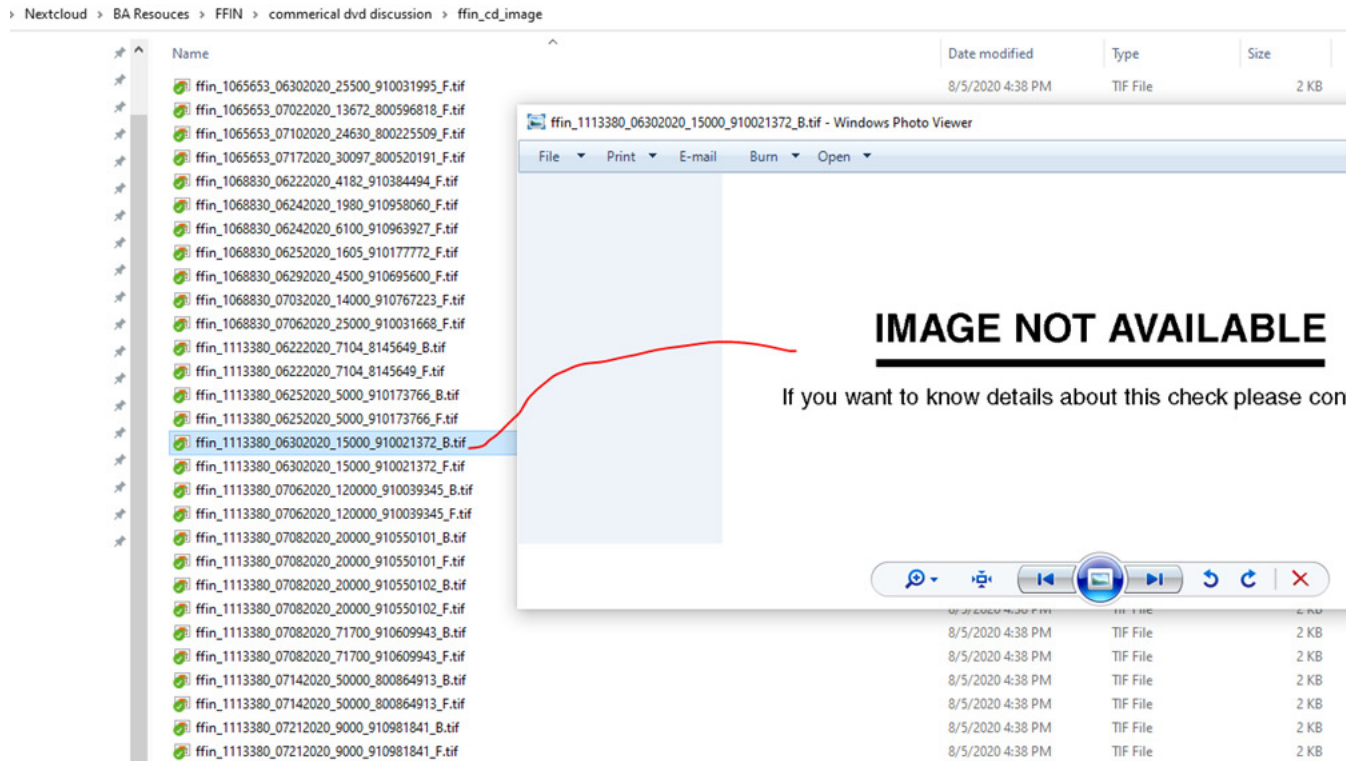 Nextcloud > BA Resouces > FFIN > commerical dvd discussion > ffin_cd_image
Name Date modified Type Size
ffin_1065653_06302020_25500_910031995_F.tif 8/5/2020 4:38 PM TIF File 2 KB
ffin_1065653_07022020_13672_800596818_F.tif
ffin_1065653_07102020_24630_800225509_F.tif
ffin_1065653_07172020_30097_800520191_F.tif
ffin_1068830_06222020_4182_910384494_F.tif
ffin_1068830_06242020_1980_910958060_F.tif
ffin_1068830_06242020_6100_910963927_F.tif
ffin_1068830_06252020_1605_910177772_F.tif
ffin_1068830_06292020_4500_910695600_F.tif
ffin_1068830_07032020_14000_910767223_F.tif
ffin_1068830_07062020_25000_910031668_F.tif
ffin_1113380_06222020_7104_8145649_B.tif
ffin_1113380_06222020_7104_8145649_F.tif
ffin_1113380_06252020_5000_910173766_B.tif
ffin_1113380_06252020_5000_910173766_F.tif
ffin_1113380_06302020_15000_910021372_B.tif
ffin_1113380_06302020_15000_910021372_F.tif
ffin_1113380_07062020_120000_910039345_B.tif
ffin_1113380_07062020_120000_910039345_F.tif
ffin_1113380_07082020_20000_910550101_B.tif
ffin_1113380_07082020_20000_910550101_F.tif
ffin_1113380_07082020_20000_910550102_B.tif
ffin_1113380_07082020_20000_910550102_F.tif
ffin_1113380_07082020_71700_910609943_B.tif 8/5/2020 4:38 PM TIF File 2 KB
ffin_1113380_07082020_71700_910609943_F.tif 8/5/2020 4:38 PM TIF File 2 KB
ffin_1113380_07142020_50000_800864913_B.tif 8/5/2020 4:38 PM TIF File 2 KB
ffin_1113380_07142020_50000_800864913_F.tif 8/5/2020 4:38 PM TIF File 2 KB
ffin_1113380_07212020_9000_910981841_B.tif 8/5/2020 4:38 PM TIF File 2 KB
ffin_1113380_07212020_9000_910981841_F.tif 8/5/2020 4:38 PM TIF File 2 KB
ffin_1113380_06302020_15000_910021372_B.tif - Windows Photo Viewer
File Print E-mail Burn Open
IMAGE NOT AVAILABLE
If you want to know details about this check please con